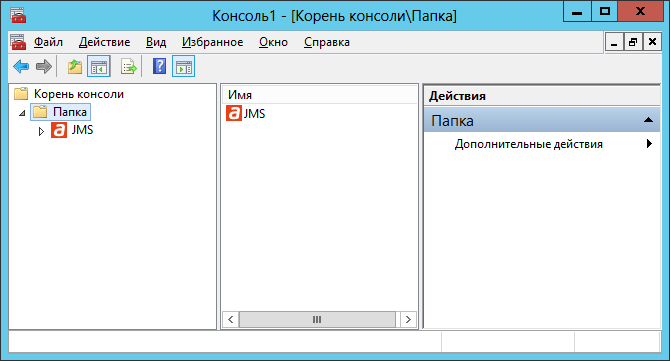 Консоль1 - [Корень консоли\Папка]
Файл Действие Вид Избранное Окно Справка
Корень консоли
Папка
JMS
Имя
JMS
Действия
Папка
Дополнительные действия